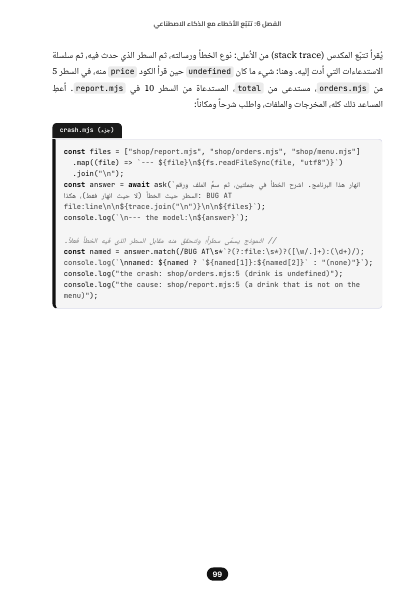 الفصل 6: تتبّع الأخطاء مع الذكاء الاصطناعي
يُقرأ تتبّع المكدس (stack trace) من الأعلى: نوع الخطأ ورسالته، ثم السطر الذي حدث فيه، ثم سلسلة
الاستدعاءات التي أدت إليه. وهنا: شيء ما كان undefined حين قرأ الكود price منه، في السطر 5
من orders.mjs، مستدعى من total، المستدعاة من السطر 10 في report.mjs. أعطِ
المساعد ذلك كله، المخرجات والملفات، واطلب شرحاً ومكاناً:
crash.mjs (جزء)
const files = ["shop/report.mjs", "shop/orders.mjs", "shop/menu.mjs"]
.map((file) => `--- ${file}\n${fs.readFileSync(file, "utf8")}`)
.join("\n");
const answer = await ask(`انهار هذا البرنامج. اشرح الخطأ في جملتين، ثم سمِّ الملف ورقم
السطر حيث الخطأ (لا حيث انهار فقط)، هكذا: BUG AT
file:line\n\n${trace.join("\n")}\n\n${files}`);
console.log(`\n--- the model:\n${answer}`);
// النموذج يسمّي سطراً؛ ونتحقق منه مقابل السطر الذي فيه الخطأ فعلاً.
const named = answer.match(/BUG AT\s*`?(?:file:\s*)?([\w/.]+):(\d+)/);
console.log(`\nnamed: ${named ? `${named[1]}:${named[2]}` : "(none)"}`);
console.log("the crash: shop/orders.mjs:5 (drink is undefined)");
console.log("the cause: shop/report.mjs:5 (a drink that is not on the
menu)");
99